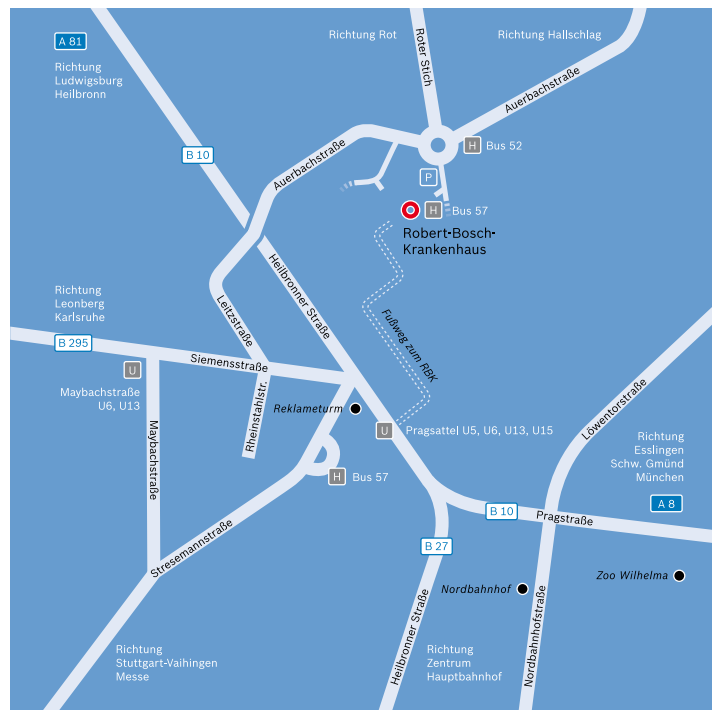 A 81
Richtung
Ludwigsburg
Heilbronn
Richtung Rot
Roter Stich
Richtung Hallschlag
Auerbachstraße
B 10
Auerbachstraße
H Bus 52
P
H Bus 57
Robert-Bosch-
Krankenhaus
Heilbronner Straße
Leitzstraße
Richtung
Leonberg
Karlsruhe
B 295
Siemensstraße
Fußweg zum RBK
U
Maybachstraße
U6, U13
Maybachstraße
Rheinstahlstr.
Reklameturm
U Pragsattel U5, U6, U13, U15
Löwentorstraße
Richtung
Esslingen
Schw. Gmünd
München
A 8
H Bus 57
Stresemannstraße
B 10
Pragstraße
B 27
Nordbahnhof
Zoo Wilhelma
Heilbronner Straße
Nordbahnhofstraße
Richtung
Stuttgart-Vaihingen
Messe
Richtung
Zentrum
Hauptbahnhof